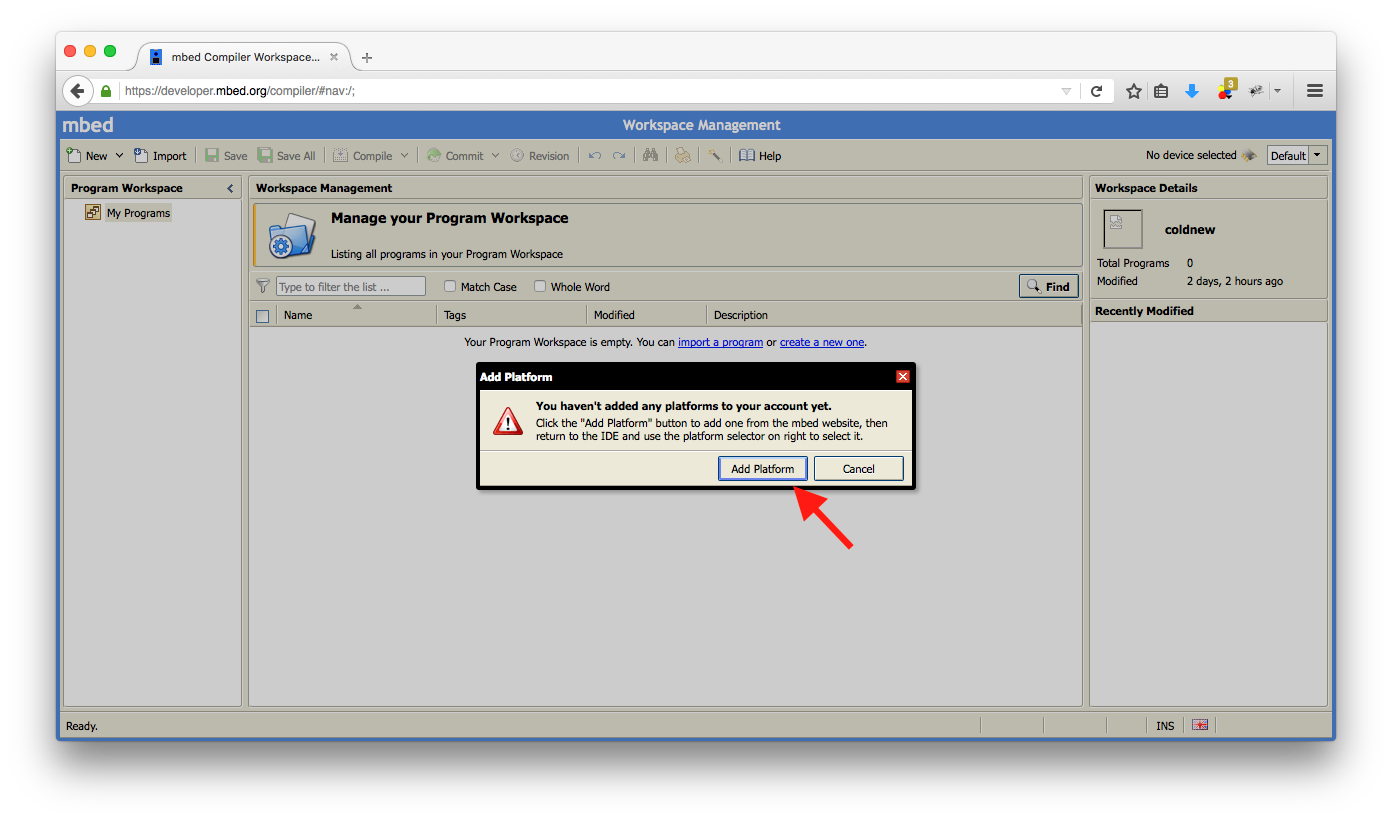 mbed Compiler Workspace...
https://developer.mbed.org/compiler/#nav:/;
3
mbed
Workspace Management
New
Import
Save
Save All
Compile
Commit
Revision
Help
No device selected
Default
Program Workspace
My Programs
Workspace Management
Manage your Program Workspace
Listing all programs in your Program Workspace
Type to filter the list ...
Match Case
Whole Word
Find
Name
Tags
Modified
Description
Your Program Workspace is empty. You can import a program or create a new one.
Add Platform
You haven't added any platforms to your account yet.
Click the "Add Platform" button to add one from the mbed website, then
return to the IDE and use the platform selector on right to select it.
Add Platform
Cancel
Workspace Details
coldnew
Total Programs 0
Modified 2 days, 2 hours ago
Recently Modified
Ready.
INS